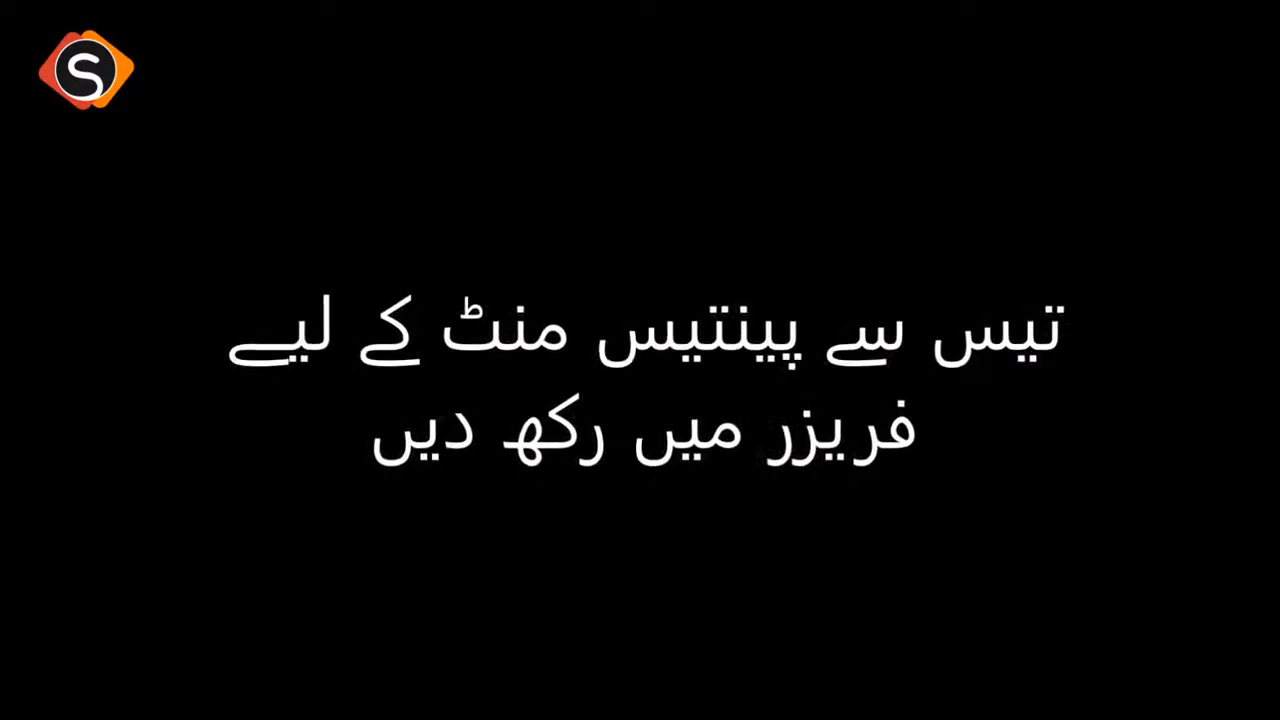 تیس سے پینتیس منٹ کے لیے
فریزر میں رکھ دیں